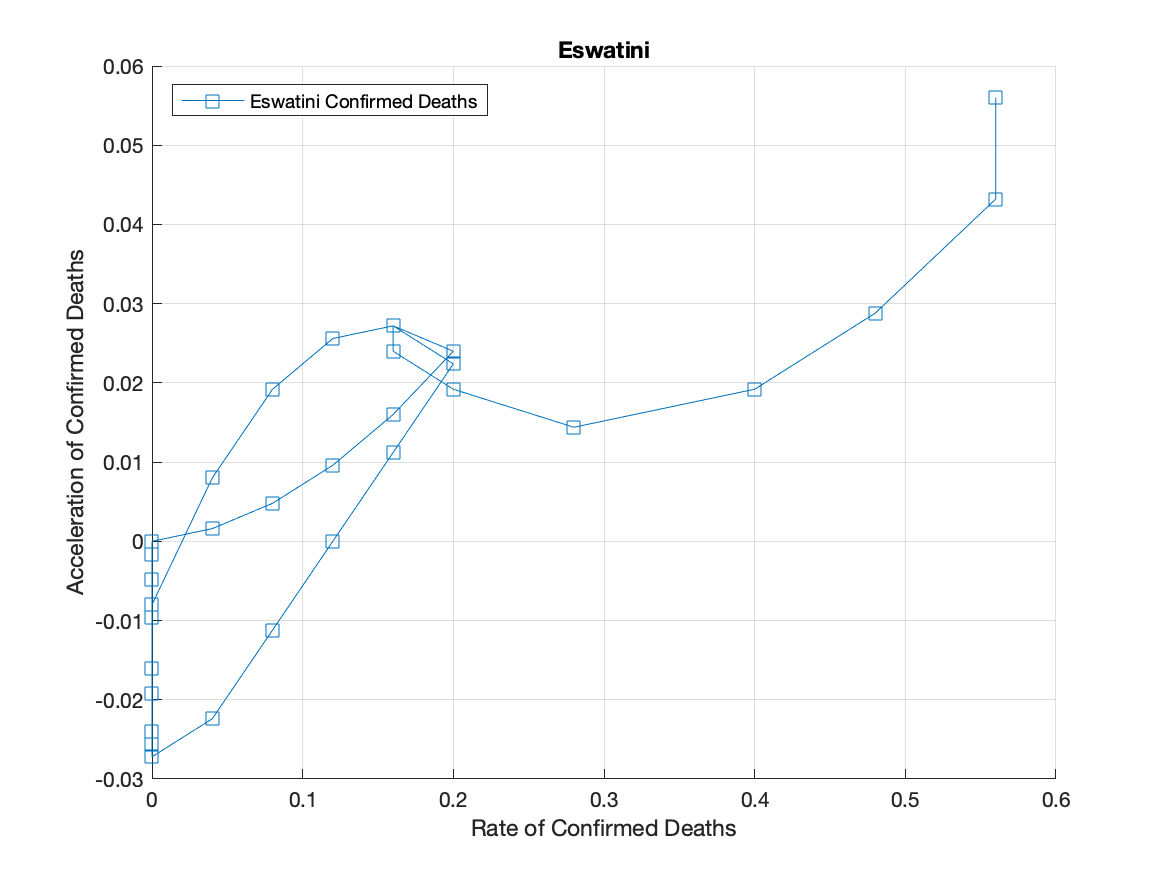 Eswatini
Eswatini Confirmed Deaths
Acceleration of Confirmed Deaths
0.06
0.05
0.04
0.03
0.02
0.01
0
-0.01
-0.02
-0.03
0 0.1 0.2 0.3 0.4 0.5 0.6
Rate of Confirmed Deaths